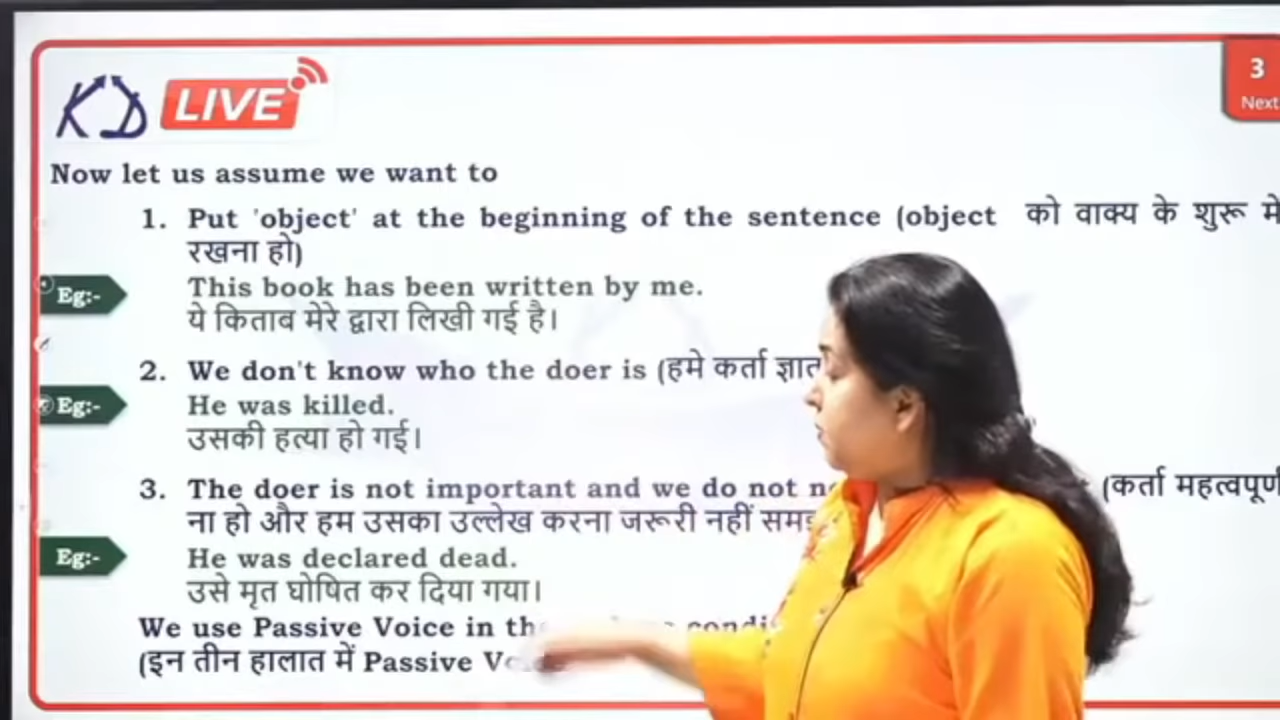 KD LIVE
3
Next
Now let us assume we want to
1. Put 'object' at the beginning of the sentence (object को वाक्य के शुरू में
रखना हो)
Eg:- This book has been written by me.
ये किताब मेरे द्वारा लिखी गई है।
2. We don't know who the doer is (हमे कर्ता ज्ञात
Eg:- He was killed.
उसकी हत्या हो गई।
3. The doer is not important and we do not (कर्ता महत्वपूर्ण
ना हो और हम उसका उल्लेख करना जरूरी नहीं
Eg:- He was declared dead.
उसे मृत घोषित कर दिया गया।
We use Passive Voice in
(इन तीन हालात में Passive